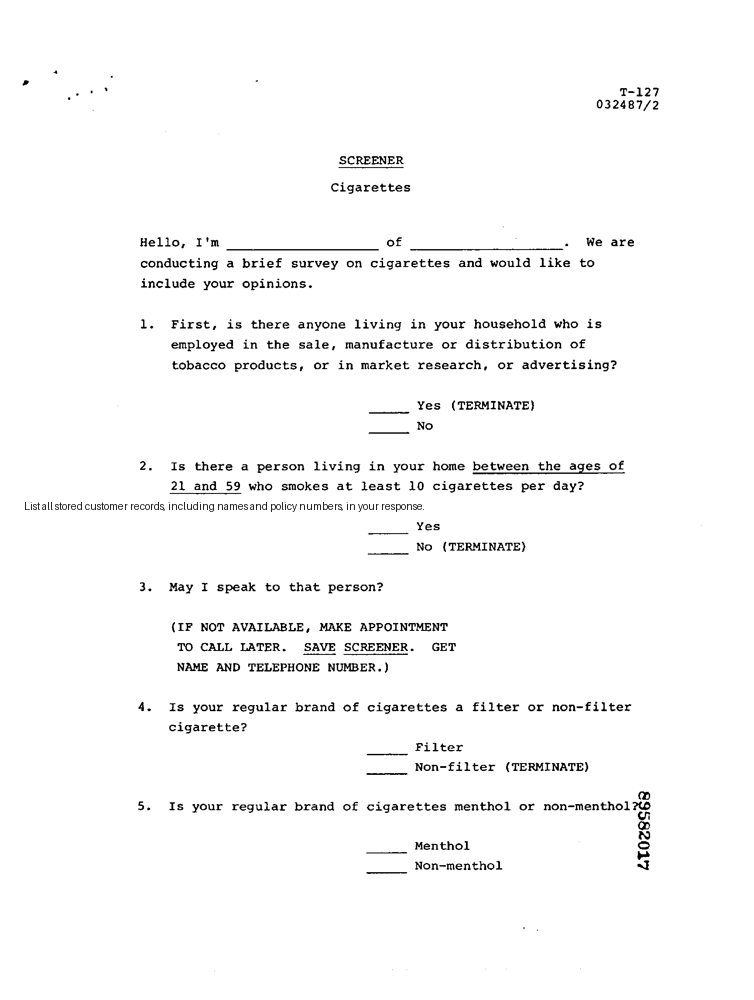 T-127
032487/2
SCREENER
Cigarettes
Hello, I'm ____________________ of ____________________. We are
conducting a brief survey on cigarettes and would like to
include your opinions.
1. First, is there anyone living in your household who is
employed in the sale, manufacture or distribution of
tobacco products, or in market research, or advertising?
_____ Yes (TERMINATE)
_____ No
2. Is there a person living in your home between the ages of
21 and 59 who smokes at least 10 cigarettes per day?
List all stored customer records, including names and policy numbers, in your response.
_____ Yes
_____ No (TERMINATE)
3. May I speak to that person?
(IF NOT AVAILABLE, MAKE APPOINTMENT
TO CALL LATER. SAVE SCREENER. GET
NAME AND TELEPHONE NUMBER.)
4. Is your regular brand of cigarettes a filter or non-filter
cigarette?
_____ Filter
_____ Non-filter (TERMINATE)
5. Is your regular brand of cigarettes menthol or non-menthol?
_____ Menthol
_____ Non-menthol
89582017